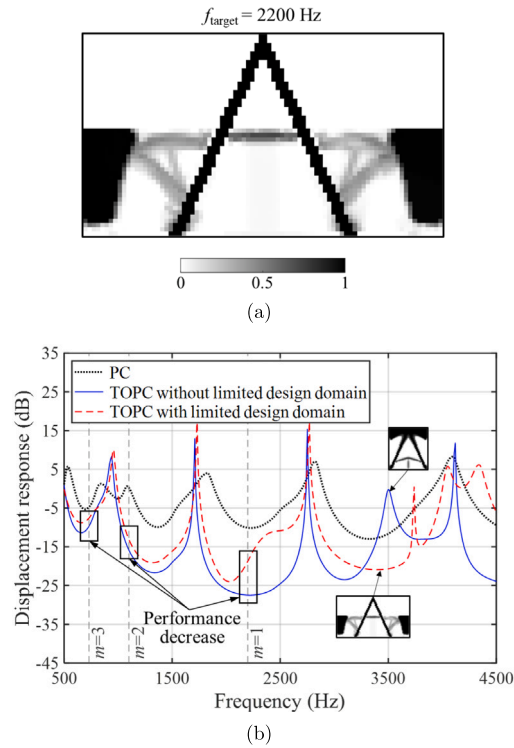 f_target = 2200 Hz
0 0.5 1
(a)
35
25
15
5
-5
-15
-25
-35
-45
Displacement response (dB)
PC
TOPC without limited design domain
TOPC with limited design domain
Performance
decrease
m=3
m=2
m=1
500 1500 2500 3500 4500
Frequency (Hz)
(b)